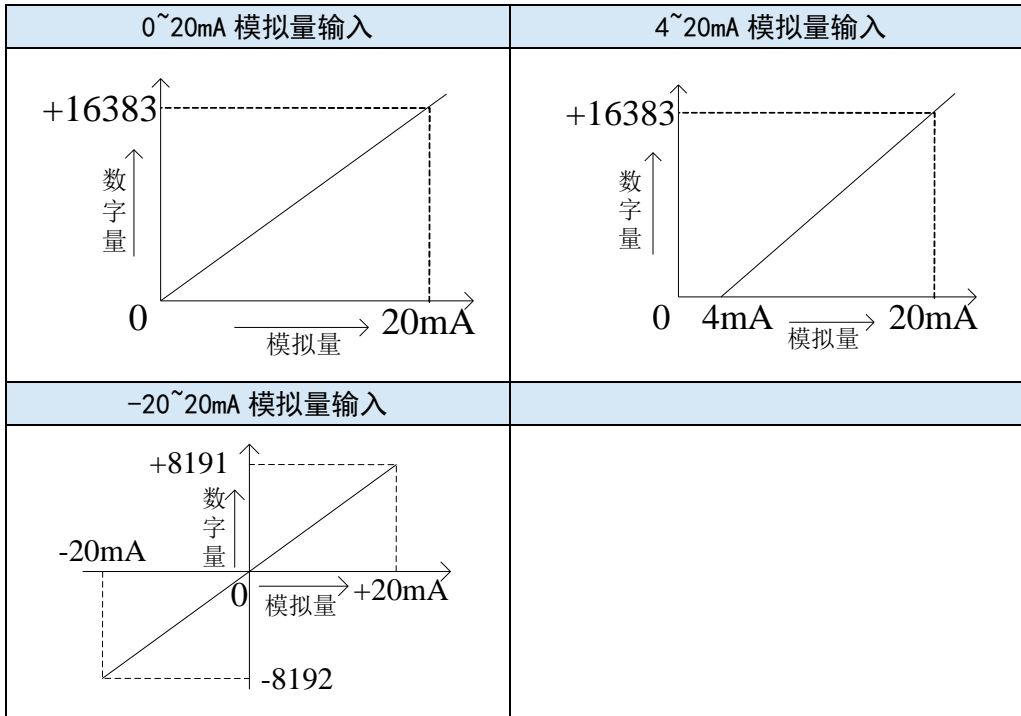 0~20mA 模拟量输入
4~20mA 模拟量输入
+16383
数字量
0
模拟量
20mA
+16383
数字量
0
4mA
模拟量
20mA
-20~20mA 模拟量输入
+8191
数字量
-20mA
0
模拟量
+20mA
-8192